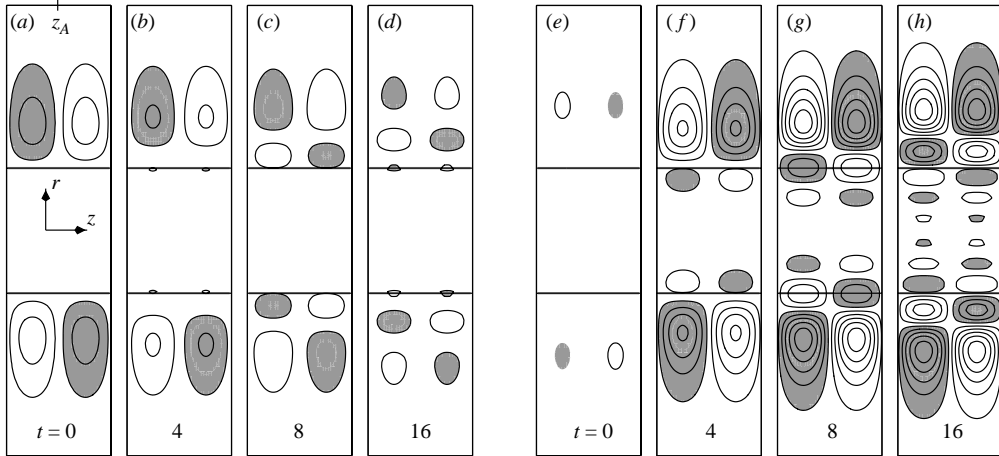 (a) (b) (c) (d) (e) (f) (g) (h)
z_A
r
z
t = 0 4 8 16 t = 0 4 8 16